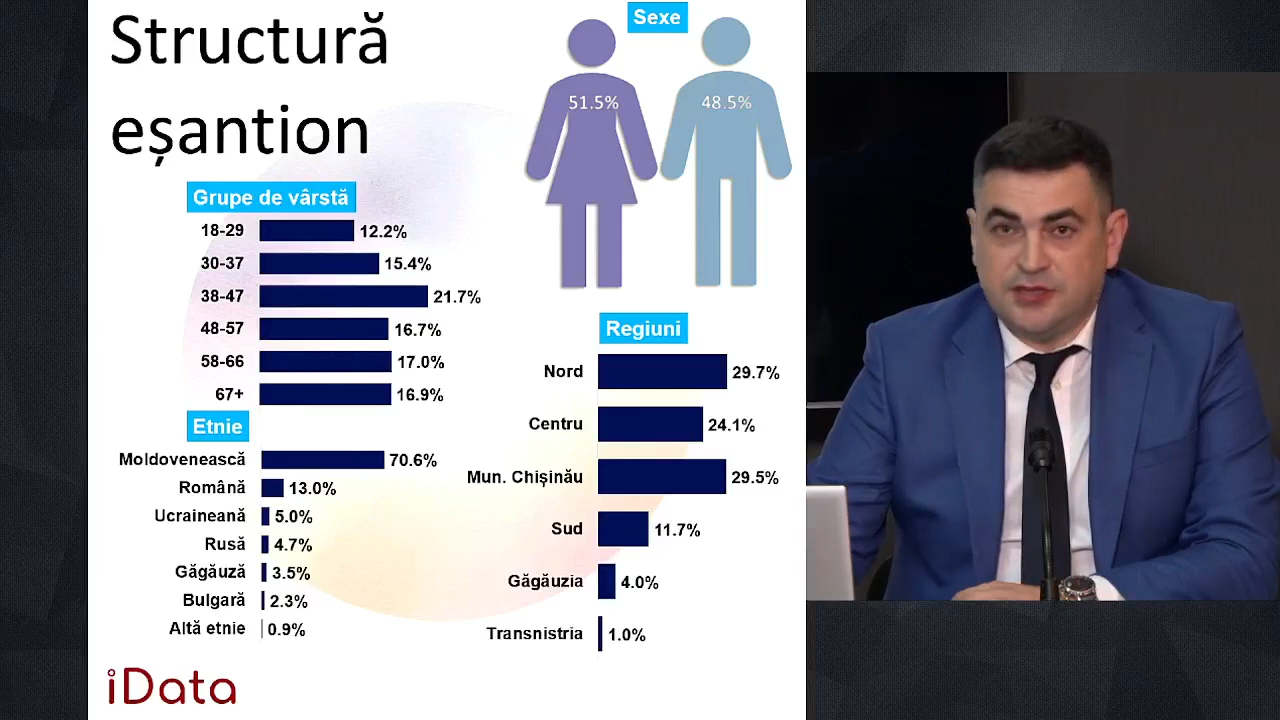 Structură
eșantion
Sexe
51.5%
48.5%
Grupe de vârstă
18-29 12.2%
30-37 15.4%
38-47 21.7%
48-57 16.7%
58-66 17.0%
67+ 16.9%
Etnie
Moldovenească 70.6%
Română 13.0%
Ucraineană 5.0%
Rusă 4.7%
Găgăuză 3.5%
Bulgară 2.3%
Altă etnie 0.9%
Regiuni
Nord 29.7%
Centru 24.1%
Mun. Chișinău 29.5%
Sud 11.7%
Găgăuzia 4.0%
Transnistria 1.0%
iData